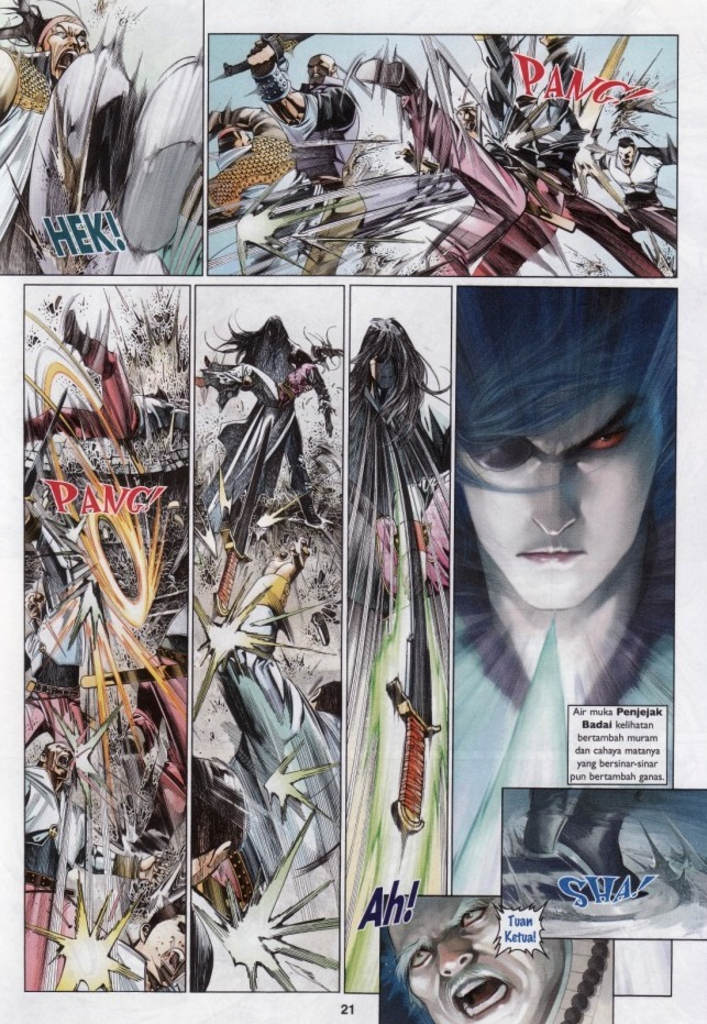 HEK!
PANG!
PANG!
Air muka Penjejak
Badai kelihatan
bertambah muram
dan cahaya matanya
yang bersinar-sinar
pun bertambah ganas.
SHA!
Ah!
Tuan
Ketua!
21